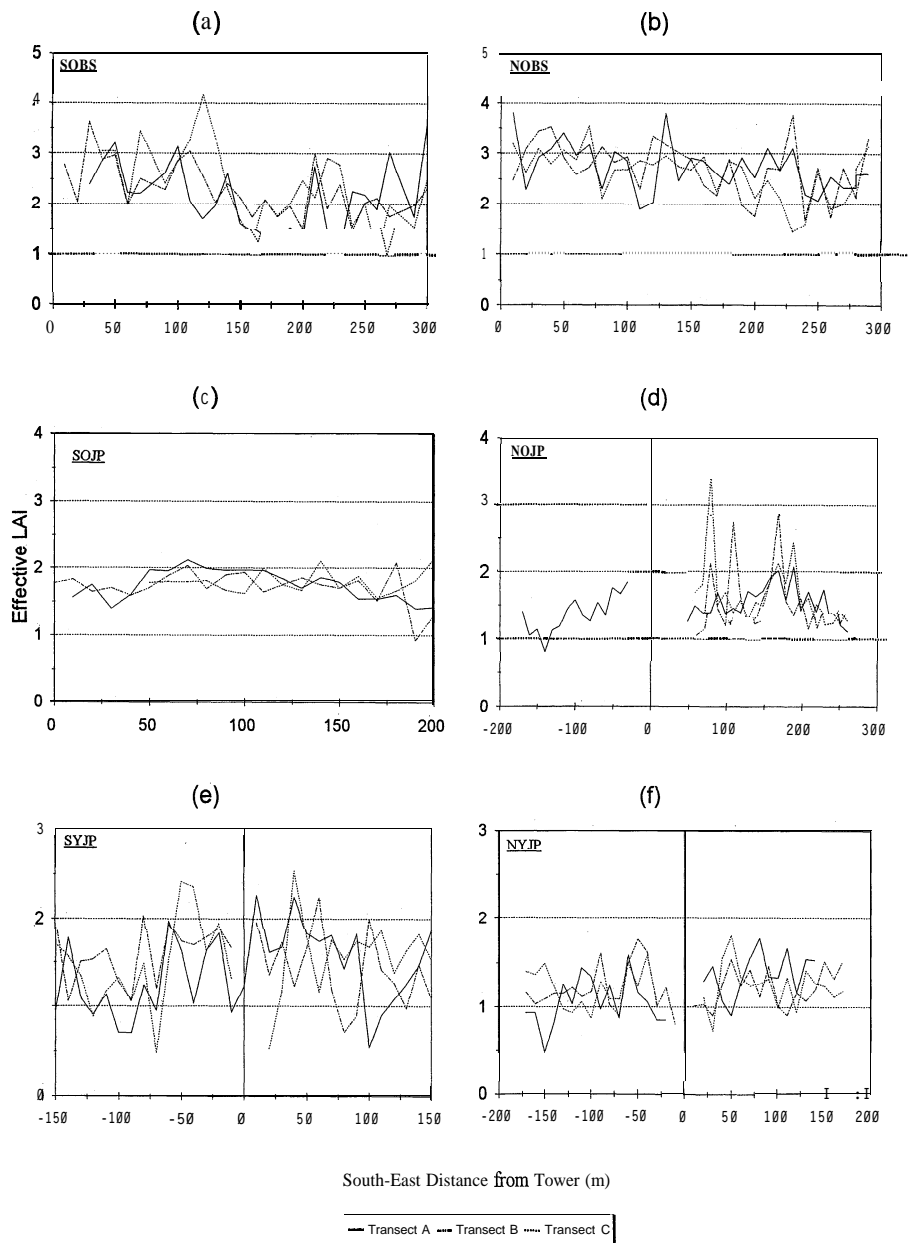 (a)
(b)
5
SOBS
4
3
2
1
0
0 50 100 150 200 250 300
5
NOBS
4
3
2
1
0
0 50 100 150 200 250 300
(c)
(d)
Effective LAI
4
SOJP
3
2
1
0
0 50 100 150 200
4
NOJP
3
2
1
0
-200 -100 0 100 200 300
(e)
(f)
3
SYJP
2
1
0
-150 -100 -50 0 50 100 150
3
NYJP
2
1
0
-200 -150 -100 -50 0 50 100 150 200
South-East Distance from Tower (m)
Transect A Transect B Transect C